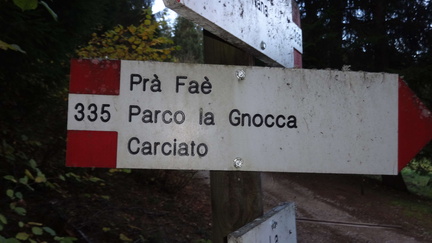 Prà Faè
335 Parco la Gnocca
Carciato